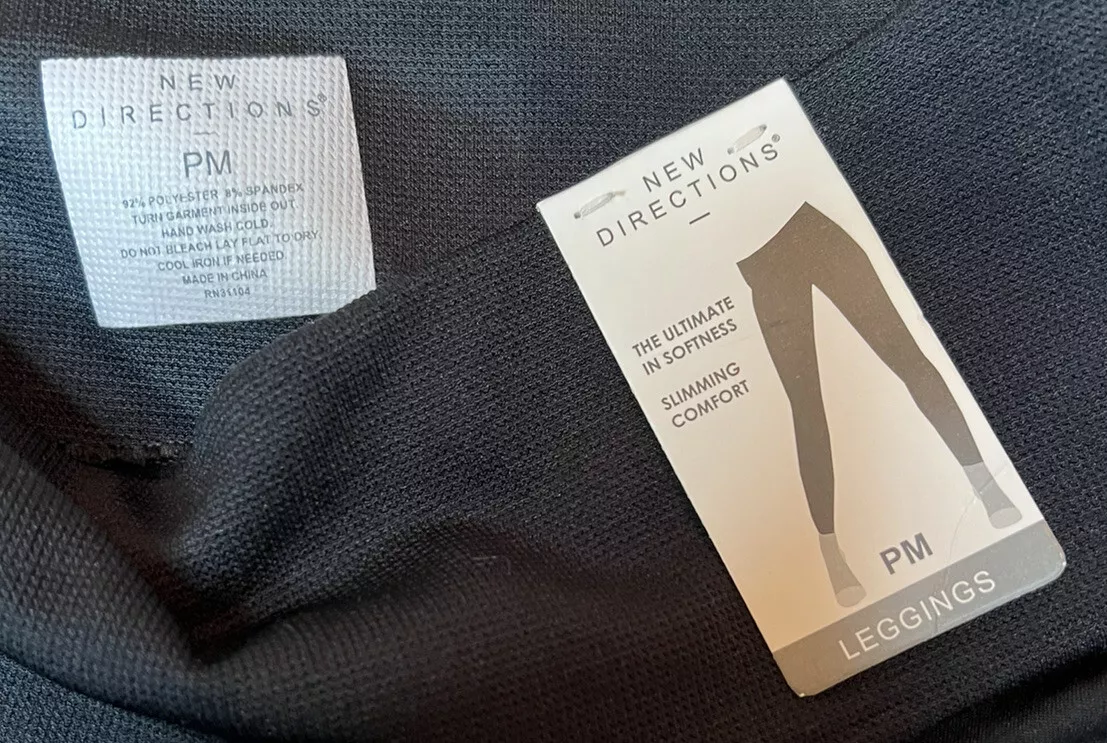 NEW
DIRECTIONS®
PM
92% POLYESTER 8% SPANDEX
TURN GARMENT INSIDE OUT
HAND WASH COLD.
DO NOT BLEACH LAY FLAT TO DRY.
COOL IRON IF NEEDED.
MADE IN CHINA
RN31104
NEW
DIRECTIONS®
THE ULTIMATE
IN SOFTNESS
SLIMMING
COMFORT
PM
LEGGINGS